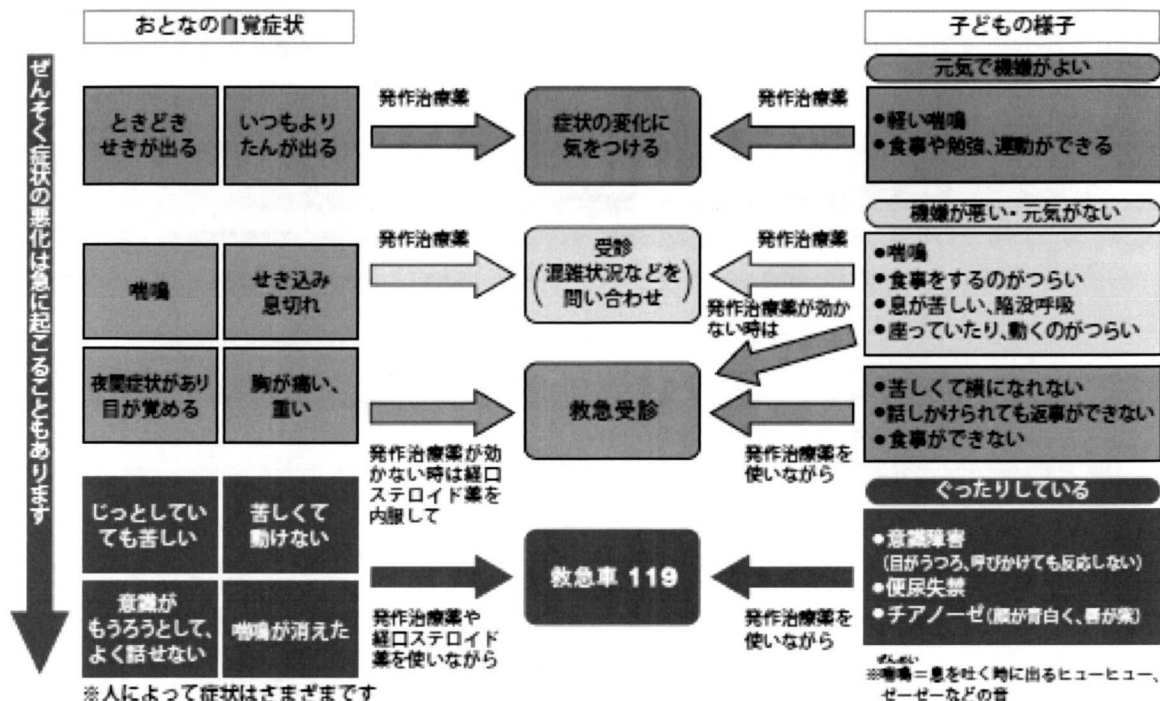 おとなの自覚症状
子どもの様子
ぜんそく症状の悪化は急に起こることもあります
ときどき
せきが出る
いつもより
たんが出る
発作治療薬
症状の変化に
気をつける
発作治療薬
元気で機嫌がよい
●軽い喘鳴
●食事や勉強、運動ができる
喘鳴
せき込み
息切れ
発作治療薬
受診
(混雑状況などを
問い合わせ)
発作治療薬
機嫌が悪い・元気がない
●喘鳴
●食事をするのがつらい
●息が苦しい、陥没呼吸
●座っていたり、動くのがつらい
発作治療薬が効か
ない時は
夜間症状があり
目が覚める
胸が痛い、
重い
発作治療薬が効
かない時は経口
ステロイド薬を
内服して
救急受診
発作治療薬を
使いながら
●苦しくて横になれない
●話しかけられても返事ができない
●食事ができない
じっとしてい
ても苦しい
苦しくて
動けない
意識が
もうろうとして、
よく話せない
喘鳴が消えた
発作治療薬や
経口ステロイド
薬を使いながら
救急車 119
発作治療薬を
使いながら
ぐったりしている
●意識障害
(目がうつろ、呼びかけても反応しない)
●便尿失禁
●チアノーゼ(顔が青白く、唇が紫)
※人によって症状はさまざまです
ぜんめい
※喘鳴=息を吐く時に出るヒューヒュー、
ゼーゼーなどの音